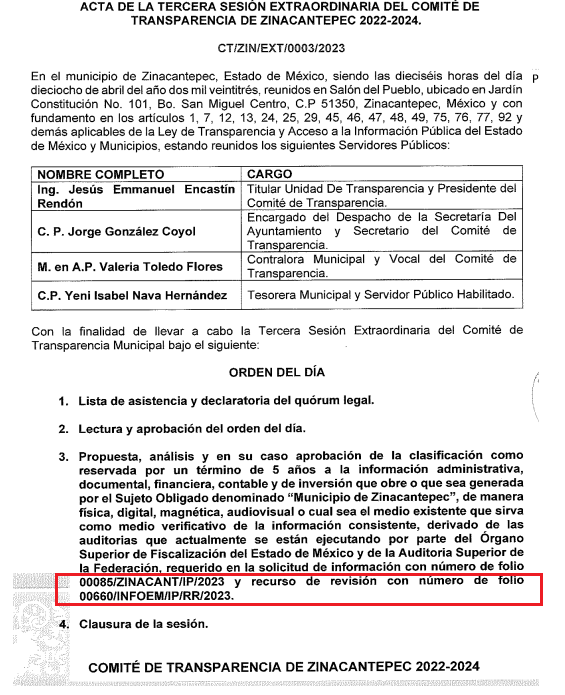 ACTA DE LA TERCERA SESIÓN EXTRAORDINARIA DEL COMITÉ DE
TRANSPARENCIA DE ZINACANTEPEC 2022-2024.
CT/ZIN/EXT/0003/2023
En el municipio de Zinacantepec, Estado de México, siendo las dieciséis horas del día
dieciocho de abril del año dos mil veintitrés, reunidos en Salón del Pueblo, ubicado en Jardín
Constitución No. 101, Bo. San Miguel Centro, C.P 51350, Zinacantepec, México y con
fundamento en los artículos 1, 7, 12, 13, 24, 25, 29, 45, 46, 47, 48, 49, 75, 76, 77, 92 y
demás aplicables de la Ley de Transparencia y Acceso a la Información Pública del Estado
de México y Municipios, estando reunidos los siguientes Servidores Públicos:
P
NOMBRE COMPLETO CARGO
Ing. Jesús Emmanuel Encastín Titular Unidad De Transparencia y Presidente del
Rendón Comité de Transparencia.
C. P. Jorge González Coyol Encargado del Despacho de la Secretaría Del
Ayuntamiento y Secretario del Comité de
Transparencia.
M. en A.P. Valeria Toledo Flores Contralora Municipal y Vocal del Comité de
Transparencia.
C.P. Yeni Isabel Nava Hernández Tesorera Municipal y Servidor Público Habilitado.
Con la finalidad de llevar a cabo la Tercera Sesión Extraordinaria del Comité de
Transparencia Municipal bajo el siguiente:
ORDEN DEL DÍA
1. Lista de asistencia y declaratoria del quórum legal.
2. Lectura y aprobación del orden del día.
3. Propuesta, análisis y en su caso aprobación de la clasificación como
reservada por un término de 5 años a la información administrativa,
documental, financiera, contable y de inversión que obre o que sea generada
por el Sujeto Obligado denominado “Municipio de Zinacantepec”, de manera
física, digital, magnética, audiovisual o cual sea el medio existente que sirva
como medio verificativo de la información consistente, derivado de las
auditorias que actualmente se están ejecutando por parte del Órgano
Superior de Fiscalización del Estado de México y de la Auditoria Superior de
la Federación, requerido en la solicitud de información con número de folio
00085/ZINACANT/IP/2023 y recurso de revisión con número de folio
00660/INFOEM/IP/RR/2023.
4. Clausura de la sesión.
COMITÉ DE TRANSPARENCIA DE ZINACANTEPEC 2022-2024